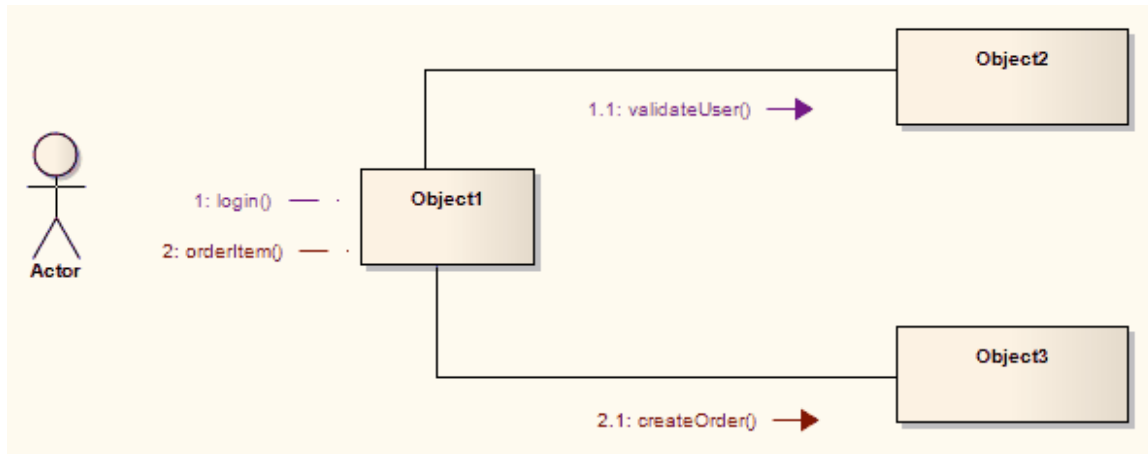 Object2
1.1: validateUser()
1: login()
Object1
2: orderItem()
Actor
Object3
2.1: createOrder()